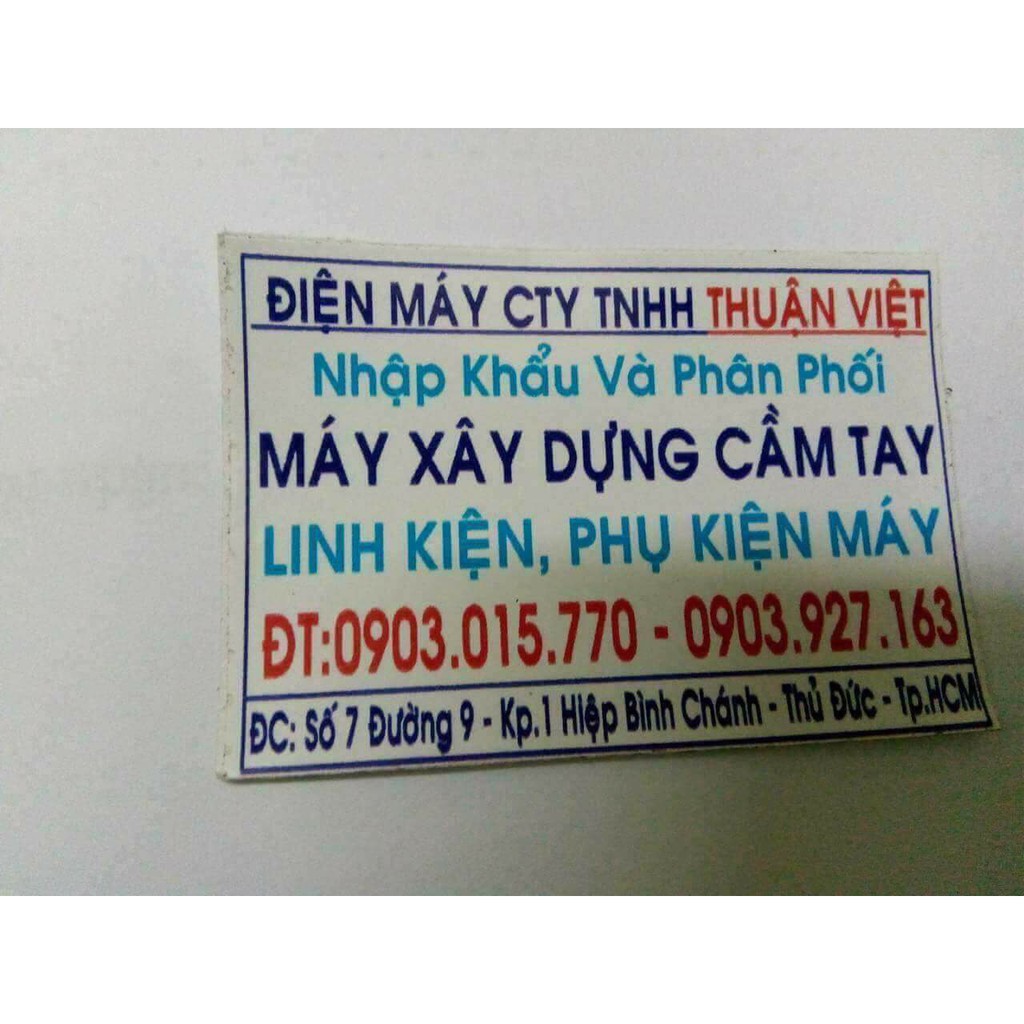 ĐIỆN MÁY CTY TNHH THUẬN VIỆT
Nhập Khẩu Và Phân Phối
MÁY XÂY DỰNG CẦM TAY
LINH KIỆN, PHỤ KIỆN MÁY
ĐT:0903.015.770 - 0903.927.163
ĐC: Số 7 Đường 9 - Kp.1 Hiệp Bình Chánh - Thủ Đức - Tp.HCM